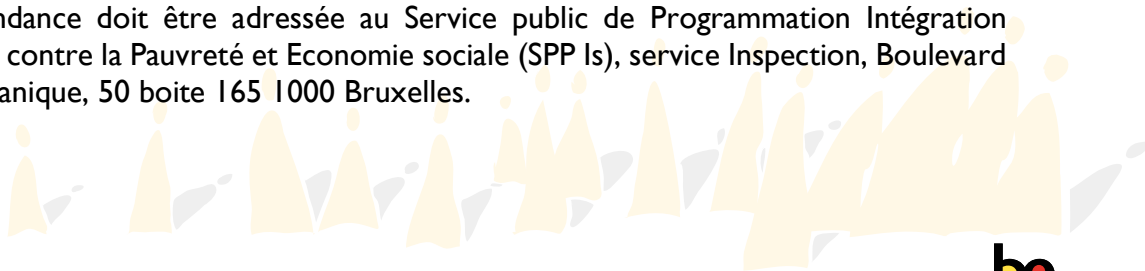 ndance doit être adressée au Service public de Programmation Intégration
contre la Pauvreté et Economie sociale (SPP Is), service Inspection, Boulevard
anique, 50 boite 165 1000 Bruxelles.
be